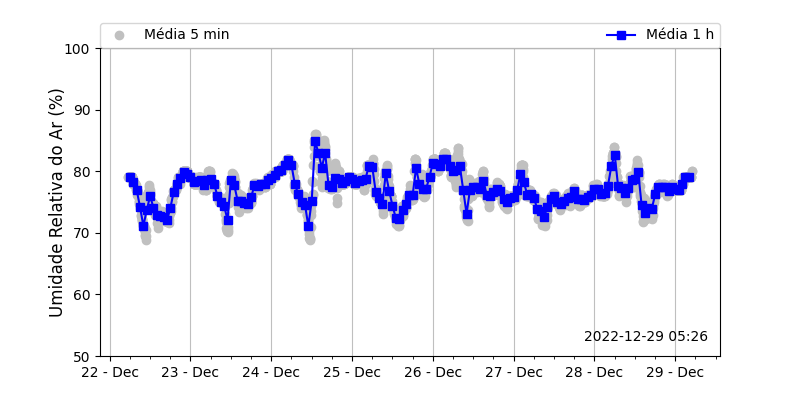 Média 5 min
Média 1 h
100
90
80
70
60
50
Umidade Relativa do Ar (%)
2022-12-29 05:26
22 - Dec
23 - Dec
24 - Dec
25 - Dec
26 - Dec
27 - Dec
28 - Dec
29 - Dec